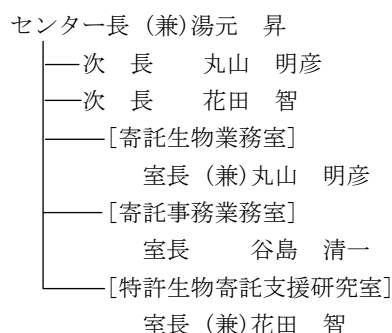 センター長 (兼)湯元 昇
次 長 丸山 明彦
次 長 花田 智
[寄託生物業務室]
室長 (兼)丸山 明彦
[寄託事務業務室]
室長 谷島 清一
[特許生物寄託支援研究室]
室長 (兼)花田 智